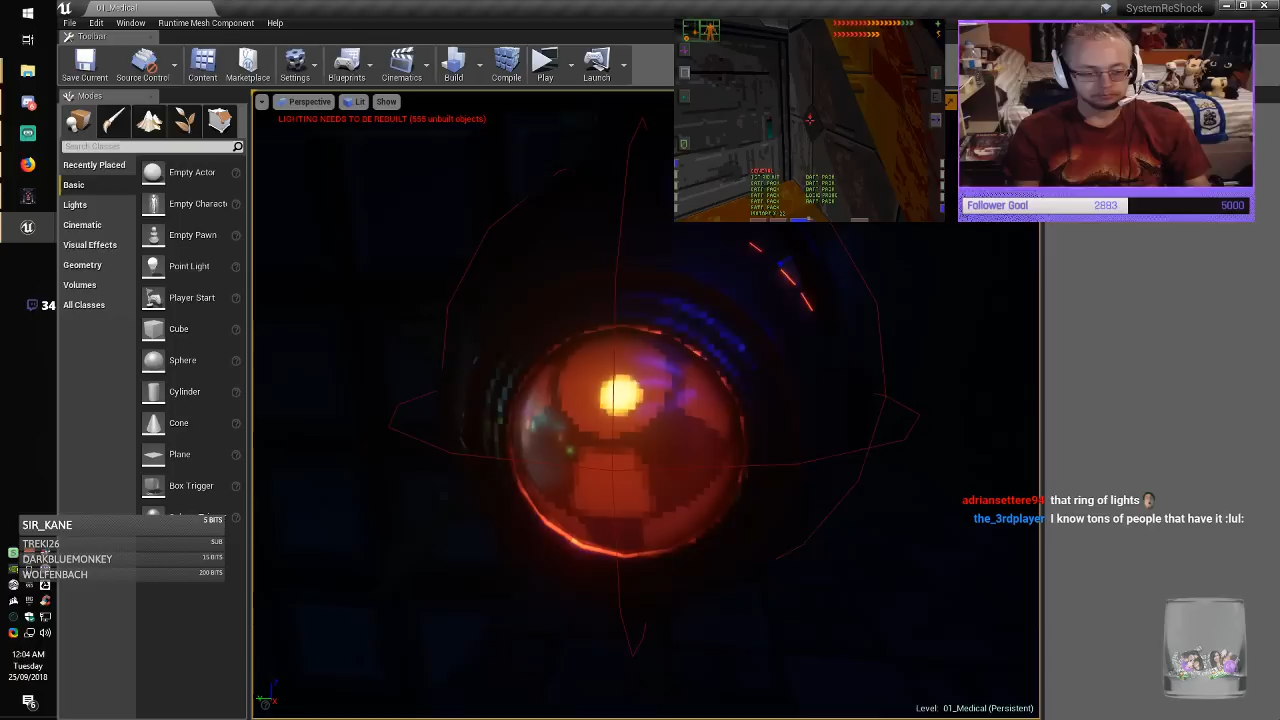 01_Medical
SystemReShock
File Edit Window Runtime Mesh Component Help
Toolbar
Save Current Source Control Content Marketplace Settings Blueprints Cinematics Build Compile Play Launch
Modes
Search Classes
Recently Placed
Basic
Lights
Cinematic
Visual Effects
Geometry
Volumes
All Classes
Empty Actor
Empty Charact
Empty Pawn
Point Light
Player Start
Cube
Sphere
Cylinder
Cone
Plane
Box Trigger
Perspective Lit Show
LIGHTING NEEDS TO BE REBUILT (555 unbuilt objects)
Follower Goal 2893 5000
34
adriansettere94 that ring of lights
the_3rdplayer I know tons of people that have it :lul:
SIR_KANE 5 BITS
TREKI26 SUB
DARKBLUEMONKEY 15 BITS
WOLFENBACH 200 BITS
12:04 AM
Tuesday
25/09/2018
Level: 01_Medical (Persistent)